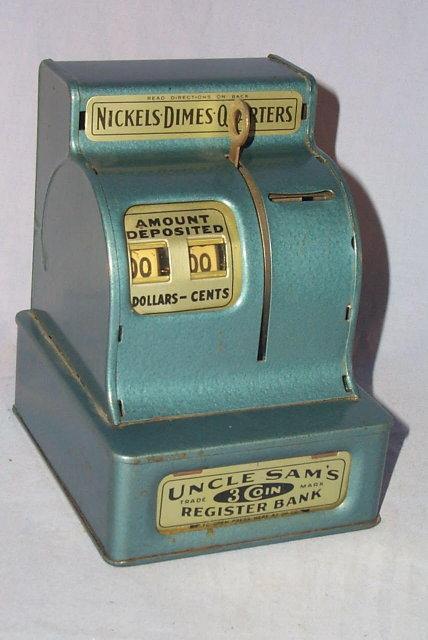 READ DIRECTIONS ON BACK
NICKELS·DIMES·QUARTERS
AMOUNT
DEPOSITED
00 00
DOLLARS-CENTS
UNCLE SAM'S
TRADE 3 COIN MARK
REGISTER BANK